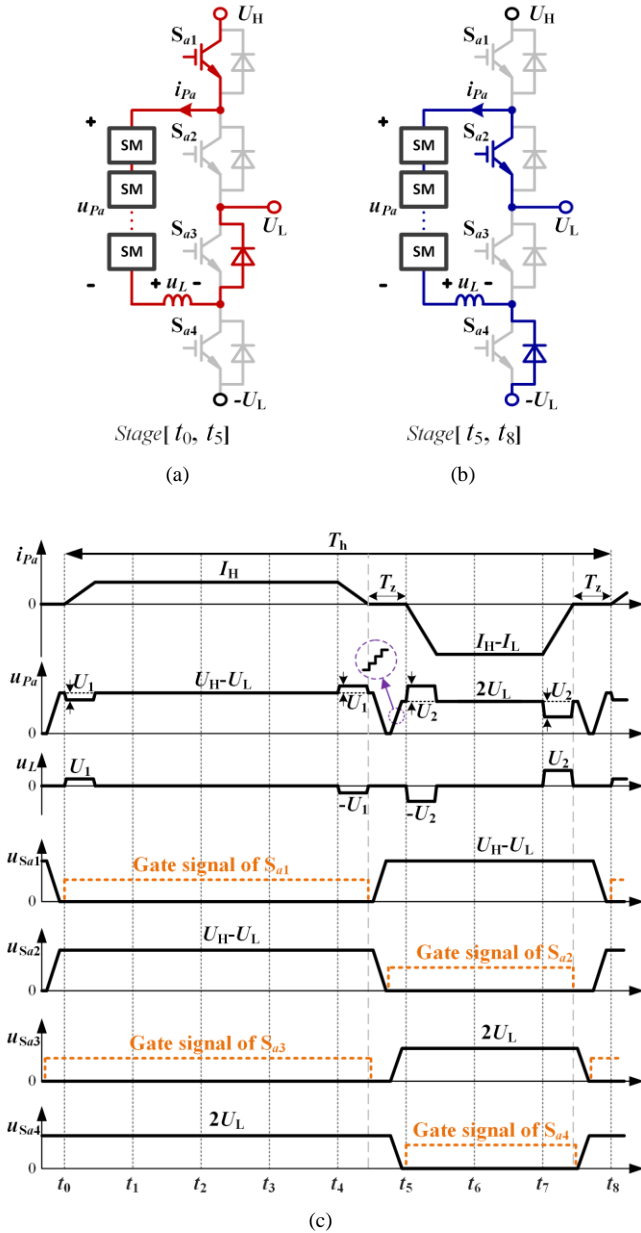 U_H
S_a1
i_Pa
+
SM
S_a2
SM
u_Pa
U_L
S_a3
SM
-
+ u_L -
S_a4
-U_L
Stage[ t_0, t_5]
(a)
U_H
S_a1
i_Pa
+
SM
S_a2
SM
u_Pa
U_L
S_a3
SM
-
+ u_L -
S_a4
-U_L
Stage[ t_5, t_8]
(b)
T_h
i_Pa
I_H
T_z
T_z
0
I_H-I_L
u_Pa
U_1
U_H-U_L
U_1
U_2
2U_L
U_2
0
u_L
U_1
U_2
0
-U_1
-U_2
u_Sa1
U_H-U_L
Gate signal of S_a1
0
u_Sa2
U_H-U_L
Gate signal of S_a2
0
u_Sa3
Gate signal of S_a3
2U_L
0
u_Sa4
2U_L
Gate signal of S_a4
0
t_0 t_1 t_2 t_3 t_4 t_5 t_6 t_7 t_8
(c)